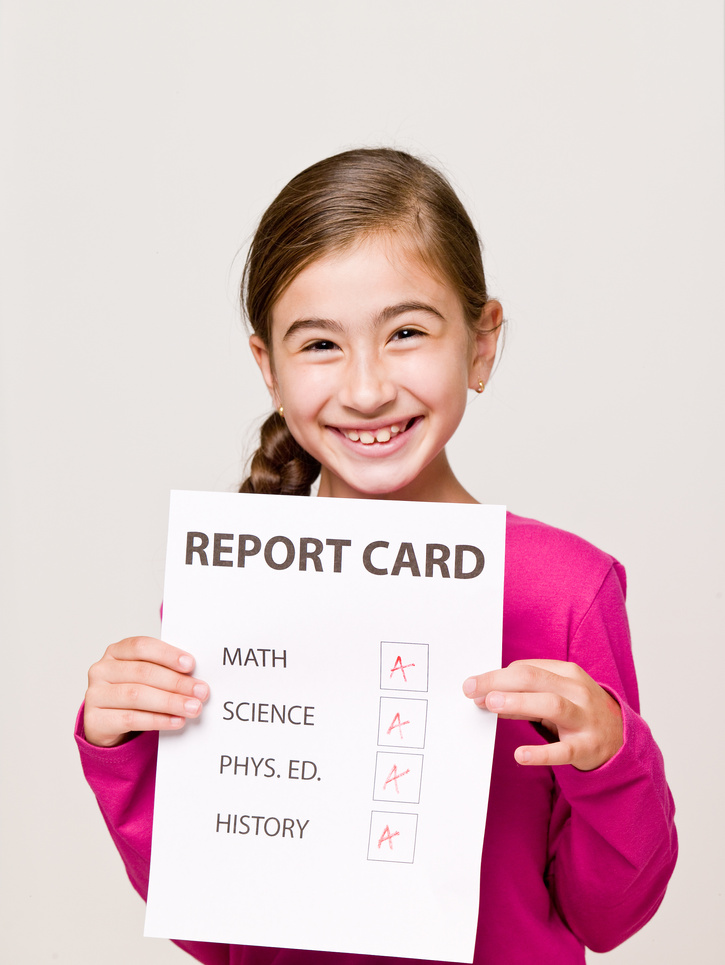 REPORT CARD
MATH A
SCIENCE A
PHYS. ED. A
HISTORY A